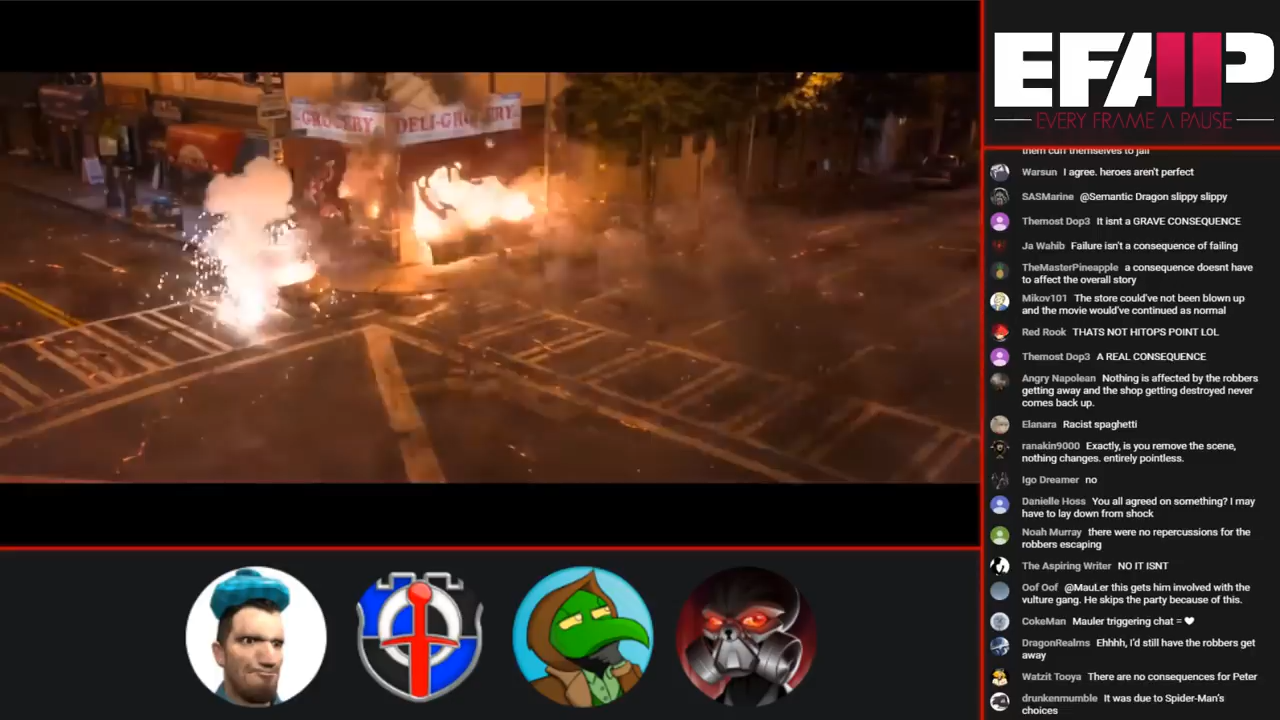 GROCERY
DELI-GROCERY
EFAP
EVERY FRAME A PAUSE
them cuff themselves to jail
Warsun I agree. heroes aren't perfect
SASMarine @Semantic Dragon slippy slippy
Themost Dop3 It isnt a GRAVE CONSEQUENCE
Ja Wahib Failure isn't a consequence of failing
TheMasterPineapple a consequence doesnt have
to affect the overall story
Mikov101 The store could've not been blown up
and the movie would've continued as normal
Red Rook THATS NOT HITOPS POINT LOL
Themost Dop3 A REAL CONSEQUENCE
Angry Napolean Nothing is affected by the robbers
getting away and the shop getting destroyed never
comes back up.
Elanara Racist spaghetti
ranakin9000 Exactly, is you remove the scene,
nothing changes. entirely pointless.
Igo Dreamer no
Danielle Hoss You all agreed on something? I may
have to lay down from shock
Noah Murray there were no repercussions for the
robbers escaping
The Aspiring Writer NO IT ISNT
Oof Oof @MauLer this gets him involved with the
vulture gang. He skips the party because of this.
CokeMan Mauler triggering chat = ♥
DragonRealms Ehhhh, I'd still have the robbers get
away
Watzit Tooya There are no consequences for Peter
drunkenmumble It was due to Spider-Man's
choices